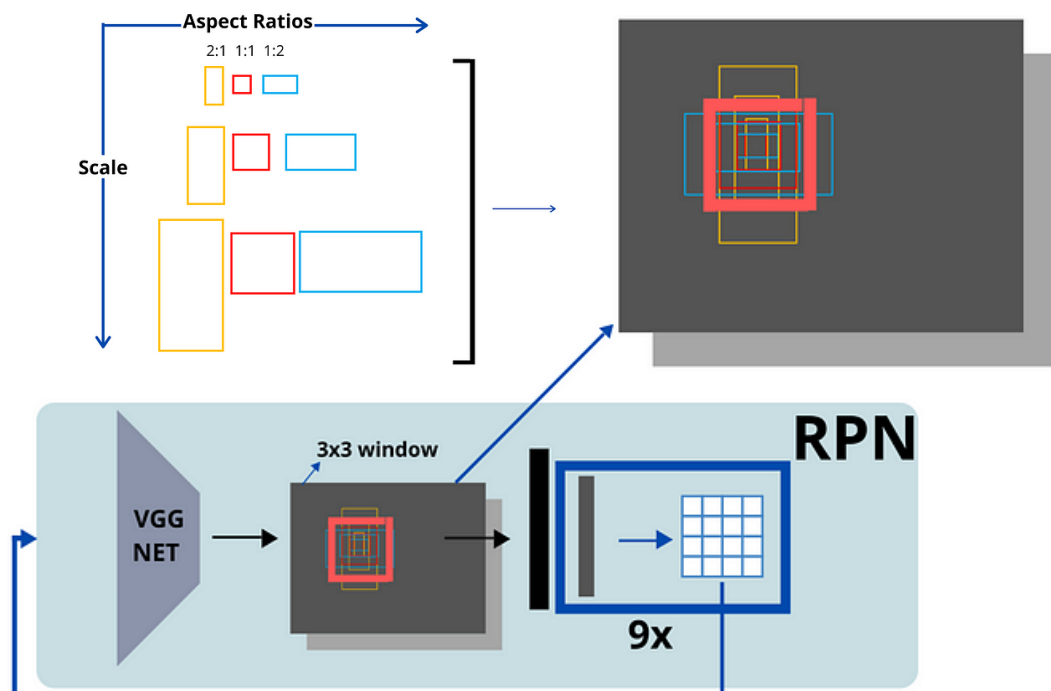 Aspect Ratios
2:1 1:1 1:2
Scale
RPN
3x3 window
VGG
NET
9x